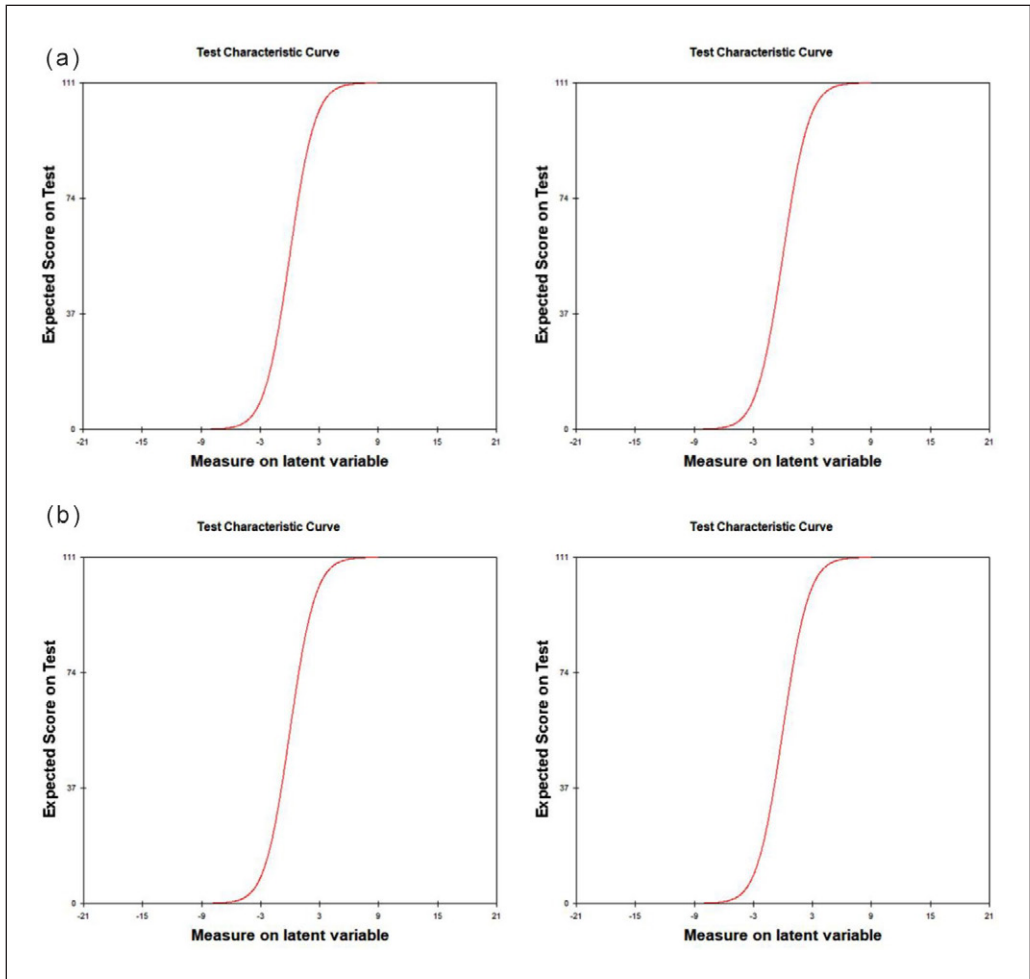 (a)
Test Characteristic Curve
Expected Score on Test
111
74
37
0
-21 -15 -9 -3 3 9 15 21
Measure on latent variable
Test Characteristic Curve
Expected Score on Test
111
74
37
0
-21 -15 -9 -3 3 9 15 21
Measure on latent variable
(b)
Test Characteristic Curve
Expected Score on Test
111
74
37
0
-21 -15 -9 -3 3 9 15 21
Measure on latent variable
Test Characteristic Curve
Expected Score on Test
111
74
37
0
-21 -15 -9 -3 3 9 15 21
Measure on latent variable